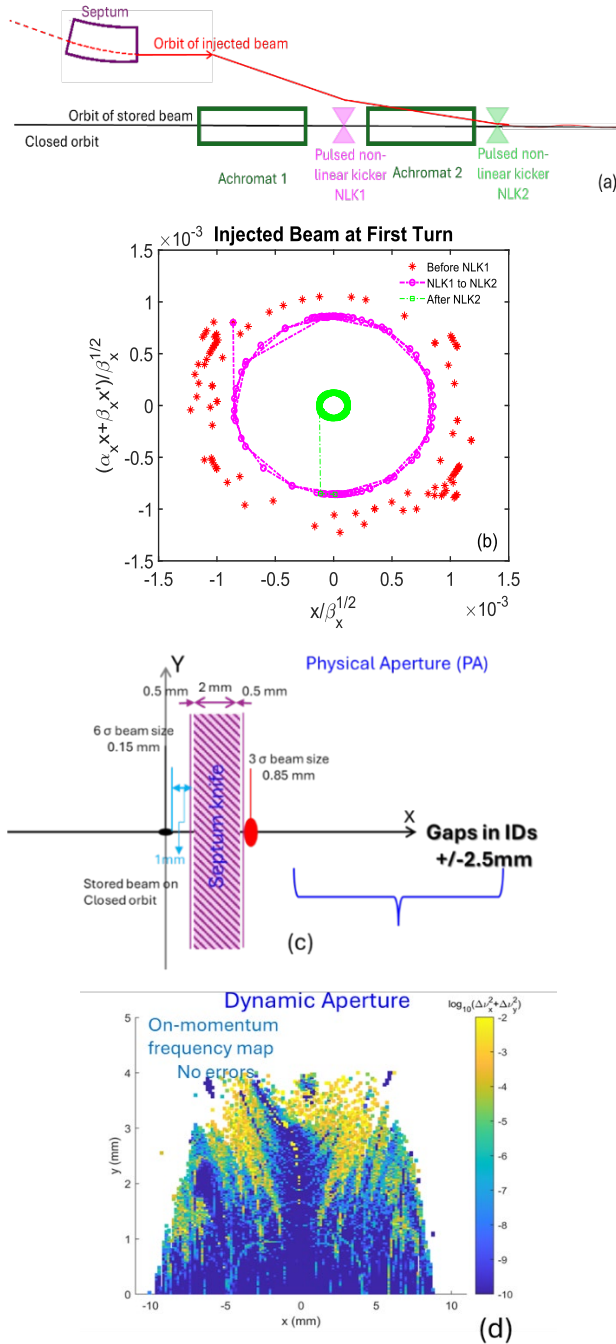 Septum
Orbit of injected beam
Orbit of stored beam
Closed orbit
Pulsed non-
linear kicker
NLK1
Pulsed non-
linear kicker
NLK2
Achromat 1
Achromat 2
(a)
×10⁻³
Injected Beam at First Turn
Before NLK1
NLK1 to NLK2
After NLK2
(α_x x+β_x x')/β_x^{1/2}
1.5
1
0.5
0
-0.5
-1
-1.5
(b)
-1.5 -1 -0.5 0 0.5 1 1.5
x/β_x^{1/2}
×10⁻³
Y
Physical Aperture (PA)
0.5 mm
2 mm
0.5 mm
6 σ beam size
0.15 mm
3 σ beam size
0.85 mm
Septum knife
X
Gaps in IDs
+/-2.5mm
1mm
Stored beam on
Closed orbit
(c)
Dynamic Aperture
log₁₀(Δν_x²+Δν_y²)
On-momentum
frequency map
No errors
y (mm)
5
4
3
2
1
0
-10 -5 0 5 10
x (mm)
-2
-3
-4
-5
-6
-7
-8
-9
-10
(d)